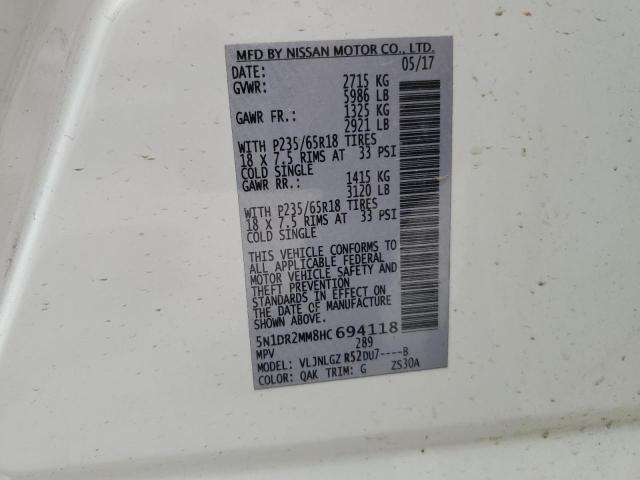 MFD BY NISSAN MOTOR CO., LTD.
DATE: 05/17
GVWR: 2715 KG
5986 LB
GAWR FR.: 1325 KG
2921 LB
WITH P235/65R18 TIRES
18 X 7.5 RIMS AT 33 PSI
COLD SINGLE
GAWR RR.: 1415 KG
3120 LB
WITH P235/65R18 TIRES
18 X 7.5 RIMS AT 33 PSI
COLD SINGLE
THIS VEHICLE CONFORMS TO
ALL APPLICABLE FEDERAL
MOTOR VEHICLE SAFETY AND
THEFT PREVENTION
STANDARDS IN EFFECT ON
THE DATE OF MANUFACTURE
SHOWN ABOVE.
5N1DR2MM8HC694118
MPV 289
MODEL: VLJNLGZ R52DU7----B
COLOR: QAK TRIM: G ZS30A